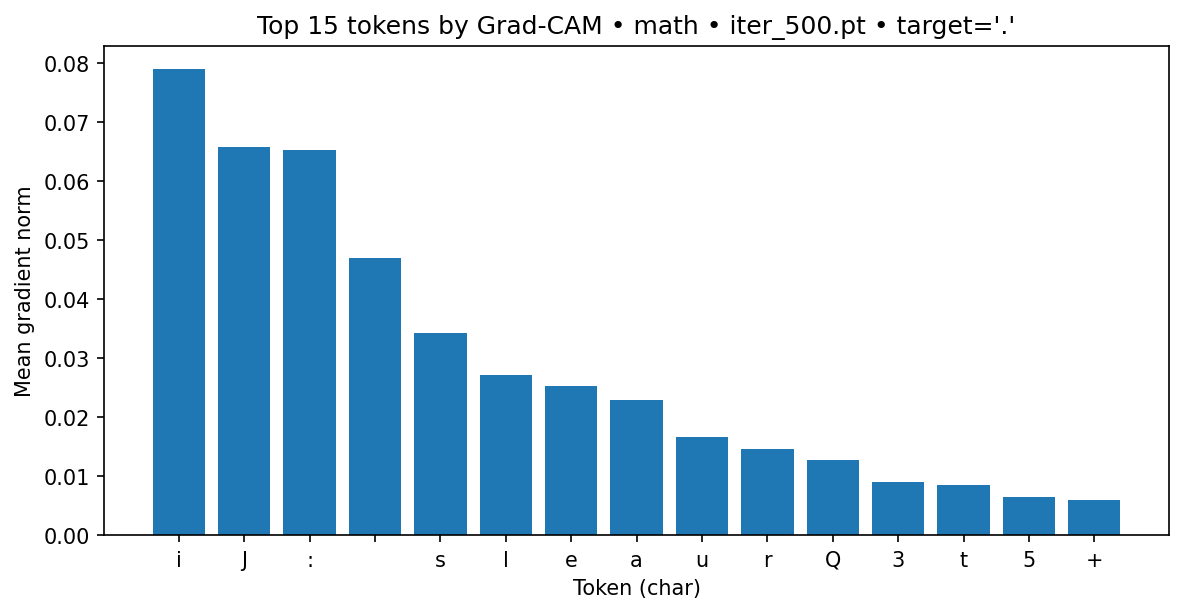 Top 15 tokens by Grad-CAM • math • iter_500.pt • target='.'
0.08
0.07
0.06
0.05
0.04
0.03
0.02
0.01
0.00
Mean gradient norm
i J : s l e a u r Q 3 t 5 +
Token (char)